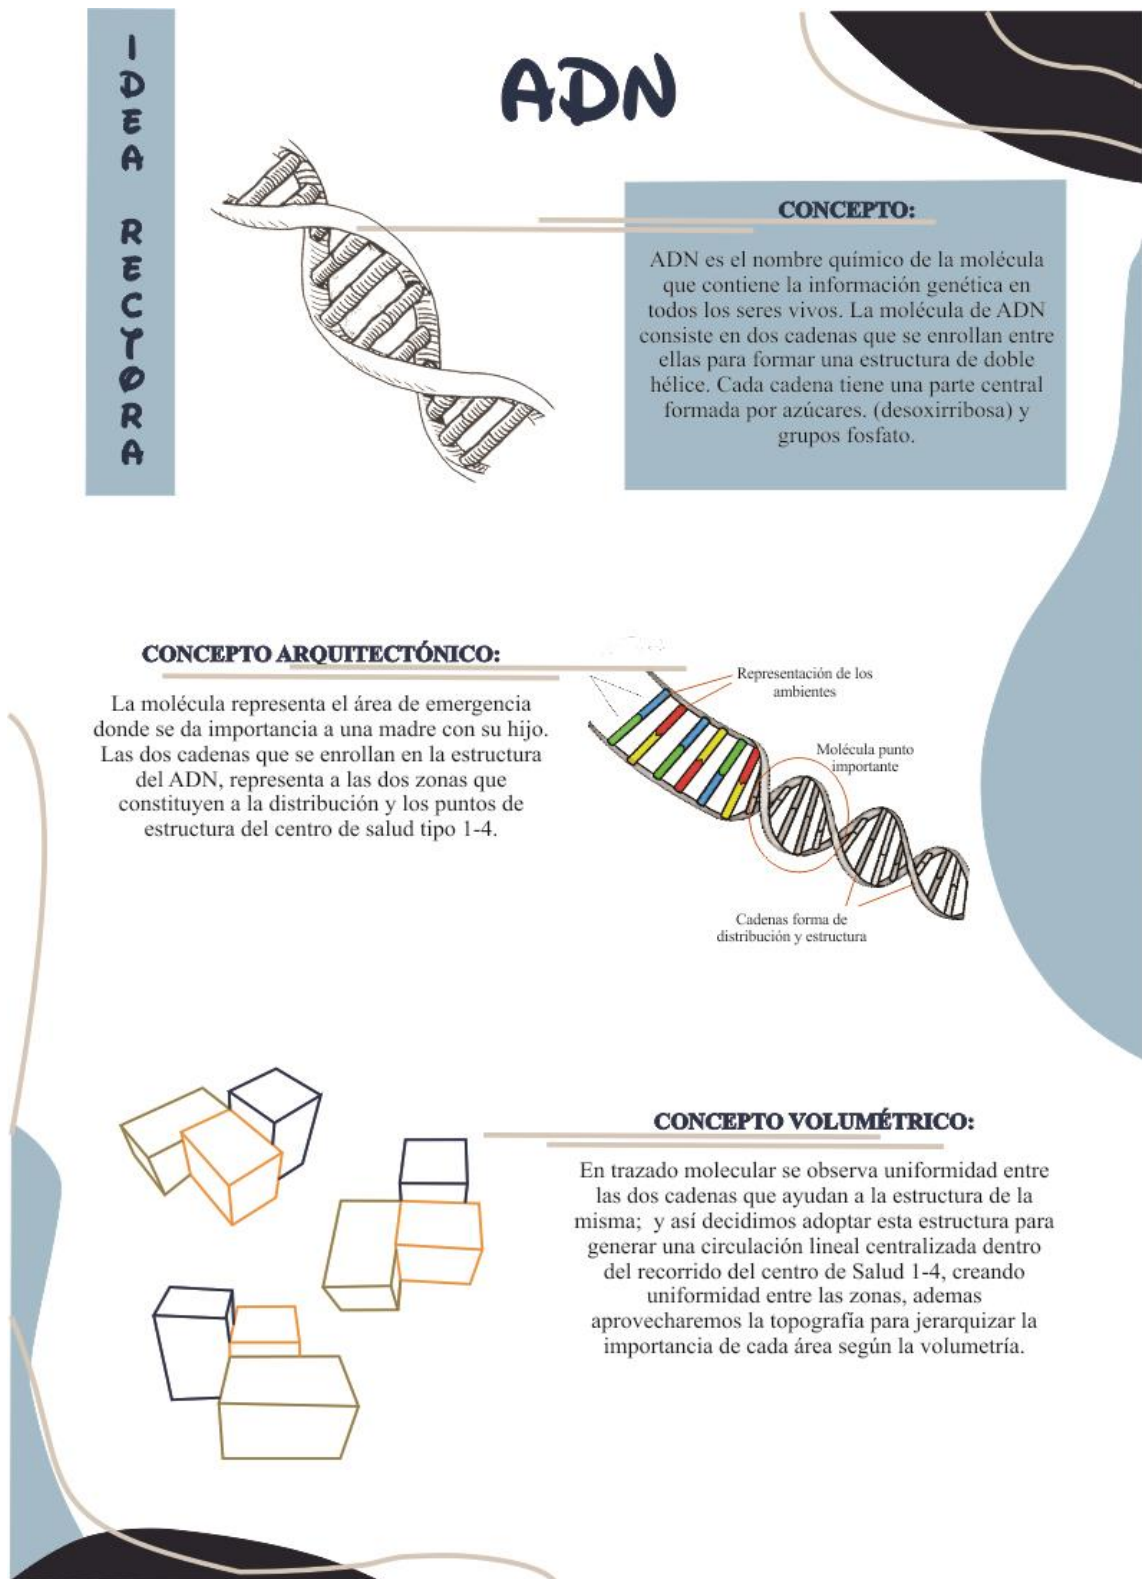 IDEA RECTORA
ADN
CONCEPTO:
ADN es el nombre químico de la molécula
que contiene la información genética en
todos los seres vivos. La molécula de ADN
consiste en dos cadenas que se enrollan entre
ellas para formar una estructura de doble
hélice. Cada cadena tiene una parte central
formada por azúcares. (desoxirribosa) y
grupos fosfato.
CONCEPTO ARQUITECTÓNICO:
La molécula representa el área de emergencia
donde se da importancia a una madre con su hijo.
Las dos cadenas que se enrollan en la estructura
del ADN, representa a las dos zonas que
constituyen a la distribución y los puntos de
estructura del centro de salud tipo 1-4.
Representación de los
ambientes
Molécula punto
importante
Cadenas forma de
distribución y estructura
CONCEPTO VOLUMÉTRICO:
En trazado molecular se observa uniformidad entre
las dos cadenas que ayudan a la estructura de la
misma; y así decidimos adoptar esta estructura para
generar una circulación lineal centralizada dentro
del recorrido del centro de Salud 1-4, creando
uniformidad entre las zonas, ademas
aprovecharemos la topografía para jerarquizar la
importancia de cada área según la volumetría.